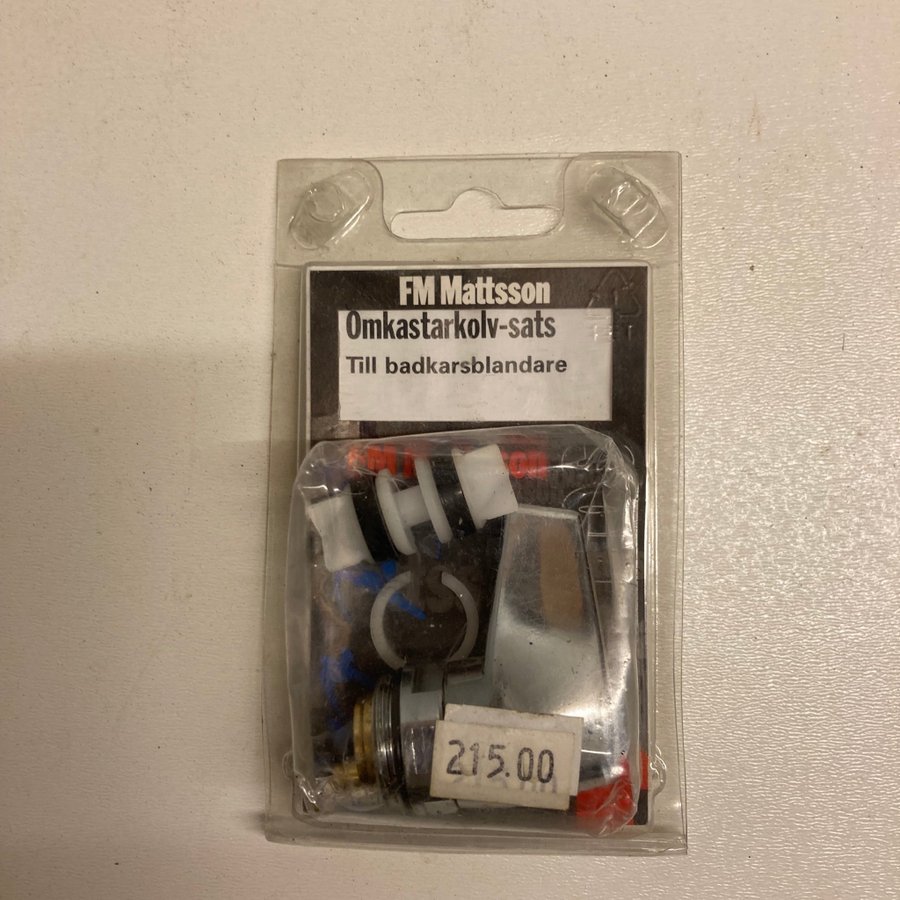 FM Mattsson
Omkastarkolv-sats
Till badkarsblandare
215.00